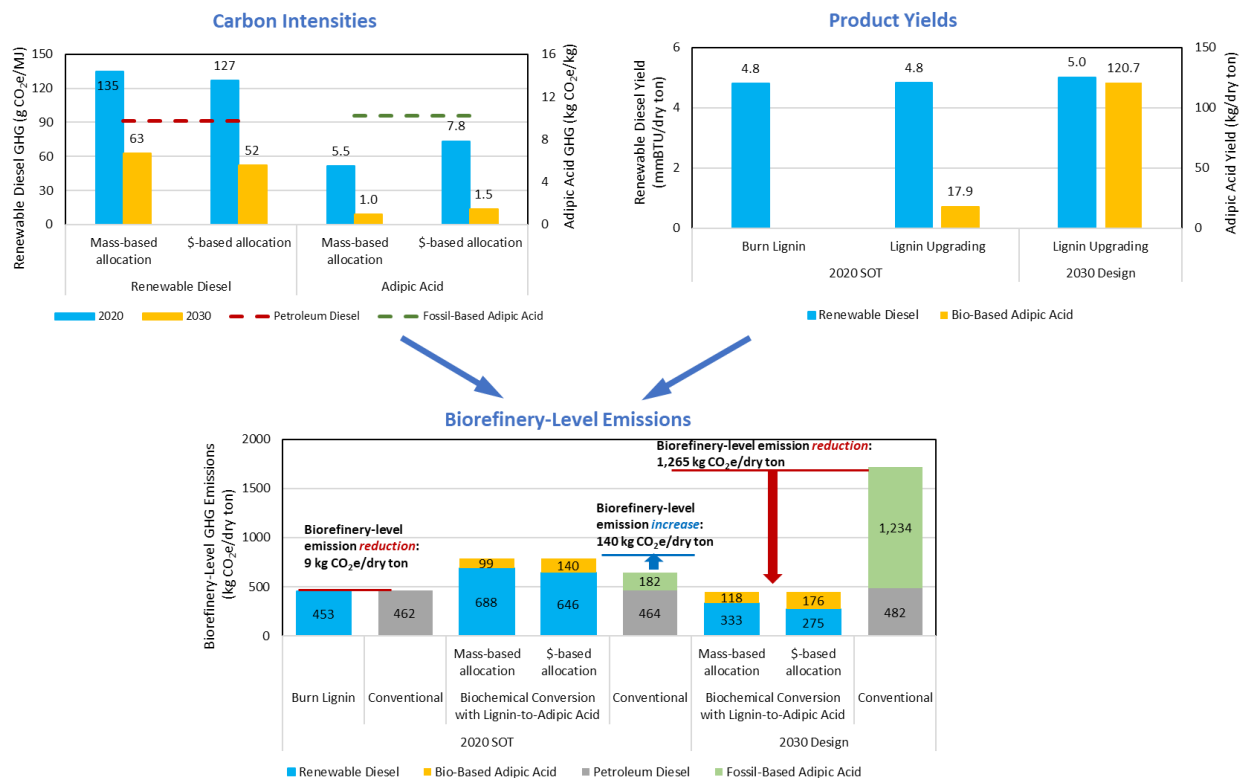 Carbon Intensities
Renewable Diesel GHG (g CO₂e/MJ)
150
120
90
60
30
0
135
63
127
52
5.5
1.0
7.8
1.5
16
12
8
4
0
Adipic Acid GHG (kg CO₂e/kg)
Mass-based
allocation
$-based allocation
Mass-based
allocation
$-based allocation
Renewable Diesel
Adipic Acid
2020
2030
Petroleum Diesel
Fossil-Based Adipic Acid
Product Yields
Renewable Diesel Yield
(mmBTU/dry ton)
6
4
2
0
4.8
4.8
17.9
5.0
120.7
150
100
50
0
Adipic Acid Yield (kg/dry ton)
Burn Lignin
Lignin Upgrading
Lignin Upgrading
2020 SOT
2030 Design
Renewable Diesel
Bio-Based Adipic Acid
Biorefinery-Level Emissions
Biorefinery-Level GHG Emissions
(kg CO₂e/dry ton)
2000
1500
1000
500
0
Biorefinery-level
emission reduction:
9 kg CO₂e/dry ton
Biorefinery-level
emission increase:
140 kg CO₂e/dry ton
Biorefinery-level emission reduction:
1,265 kg CO₂e/dry ton
453
462
99
688
140
646
182
464
118
333
176
275
1,234
482
Mass-based
allocation
$-based
allocation
Mass-based
allocation
$-based
allocation
Burn Lignin
Conventional
Biochemical Conversion
with Lignin-to-Adipic Acid
Conventional
Biochemical Conversion
with Lignin-to-Adipic Acid
Conventional
2020 SOT
2030 Design
Renewable Diesel
Bio-Based Adipic Acid
Petroleum Diesel
Fossil-Based Adipic Acid